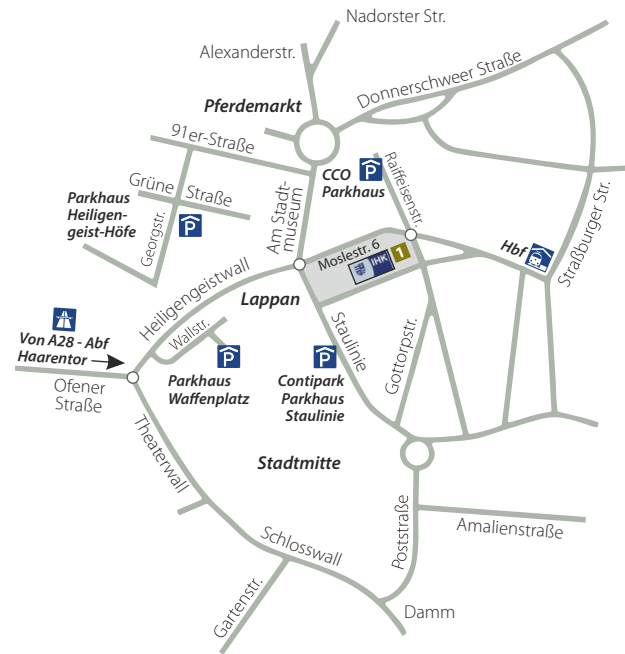 Nadorster Str.
Alexanderstr.
Donnerschweer Straße
Pferdemarkt
91er-Straße
CCO
Parkhaus
P
Raiffeisenstr.
Grüne Straße
Parkhaus
Heiligen-
geist-Höfe
P
Georgstr.
Am Stadt-
museum
Straßburger Str.
Hbf
Moslestr. 6
IHK
1
Heiligengeistwall
Lappan
Von A28 - Abf
Haarentor
Wallstr.
P
Parkhaus
Waffenplatz
Staulinie
P
Contipark
Parkhaus
Staulinie
Gottorpstr.
Ofener
Straße
Theaterwall
Stadtmitte
Poststraße
Amalienstraße
Schlosswall
Gartenstr.
Damm